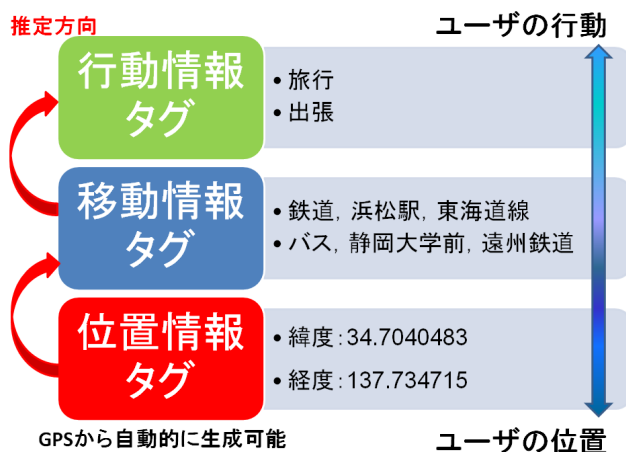 推定方向
ユーザの行動
行動情報
タグ
• 旅行
• 出張
移動情報
タグ
• 鉄道, 浜松駅, 東海道線
• バス, 静岡大学前, 遠州鉄道
位置情報
タグ
• 緯度：34.7040483
• 経度：137.734715
GPSから自動的に生成可能
ユーザの位置